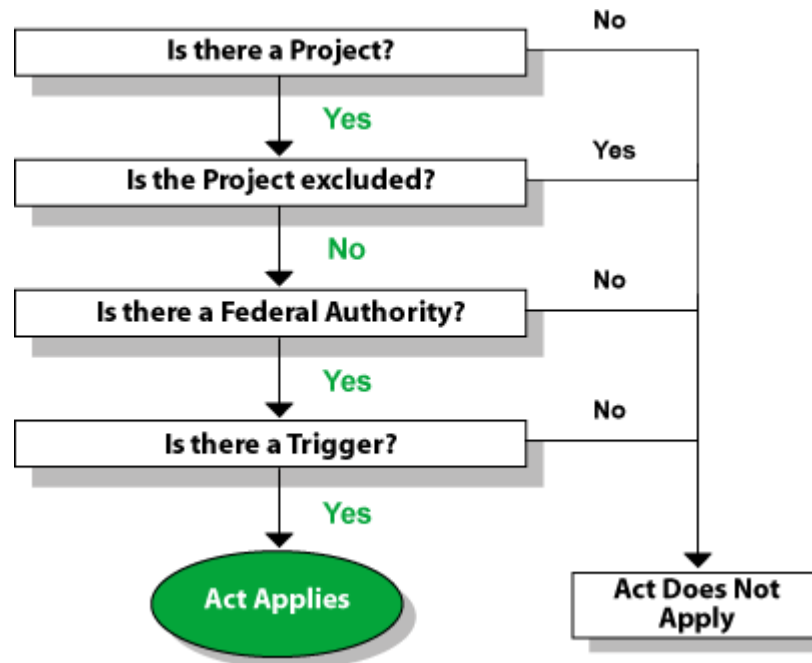 No
Is there a Project?
Yes
Yes
Is the Project excluded?
No
No
Is there a Federal Authority?
Yes
No
Is there a Trigger?
Yes
Act Applies
Act Does Not
Apply